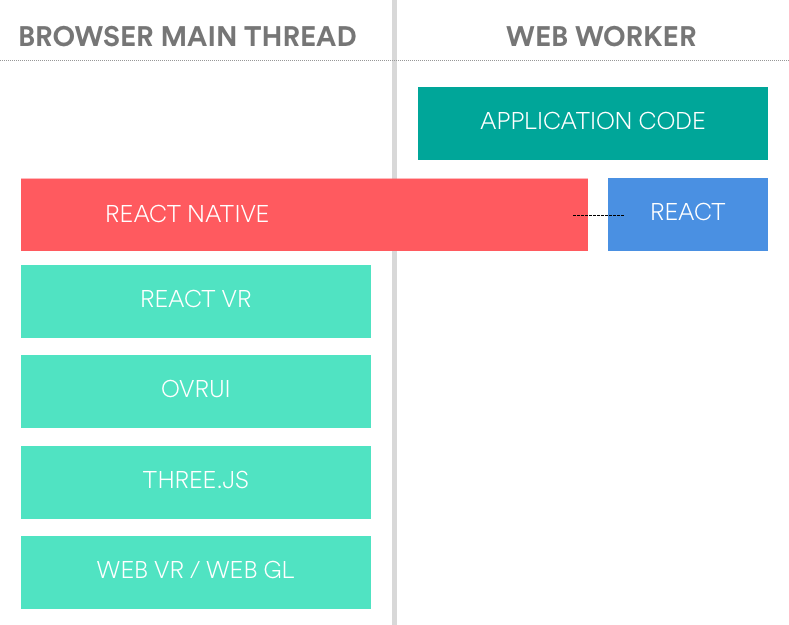 BROWSER MAIN THREAD
WEB WORKER
APPLICATION CODE
REACT NATIVE
REACT
REACT VR
OVRUI
THREE.JS
WEB VR / WEB GL